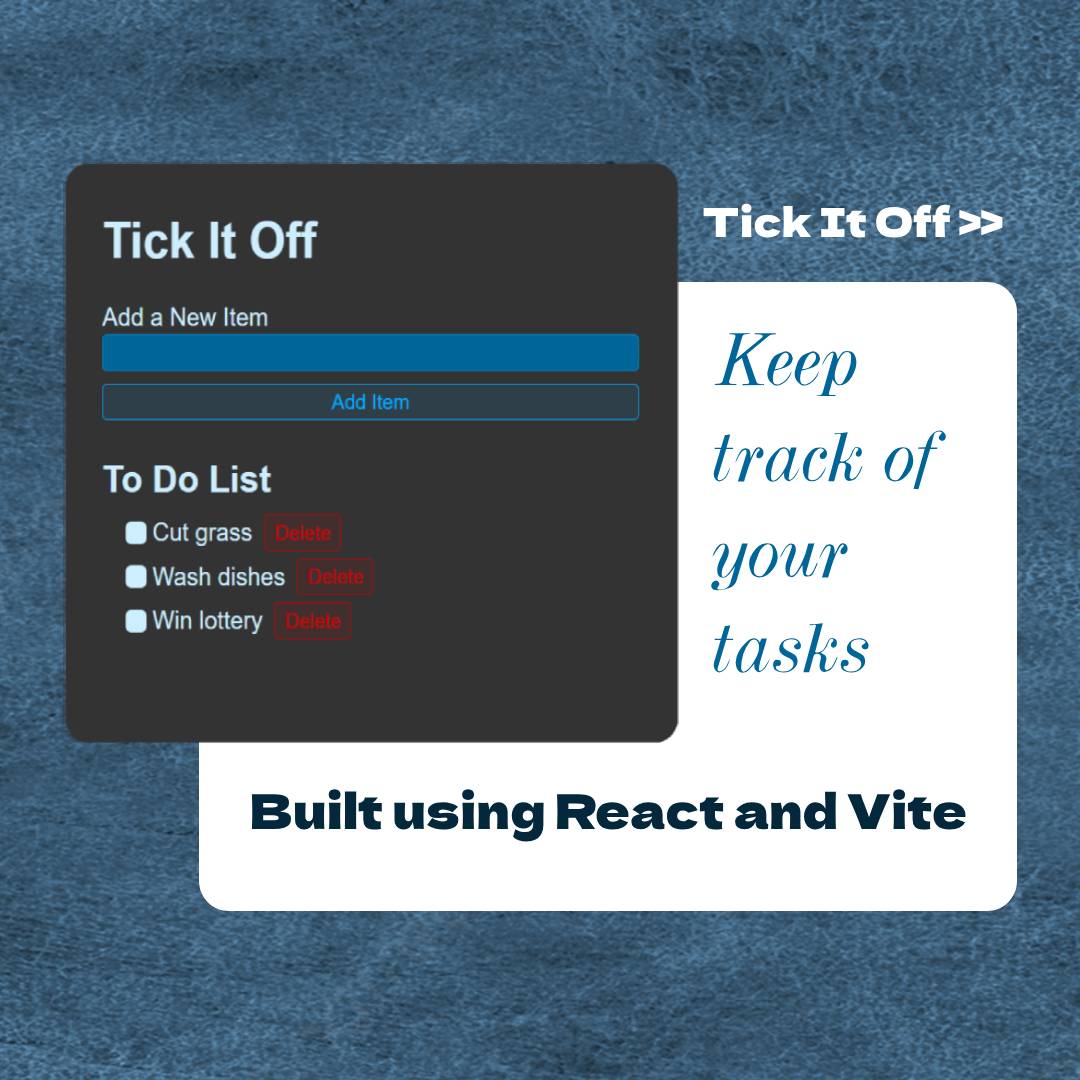 Tick It Off
Add a New Item
Add Item
To Do List
Cut grass Delete
Wash dishes Delete
Win lottery Delete
Tick It Off >>
Keep
track of
your
tasks
Built using React and Vite